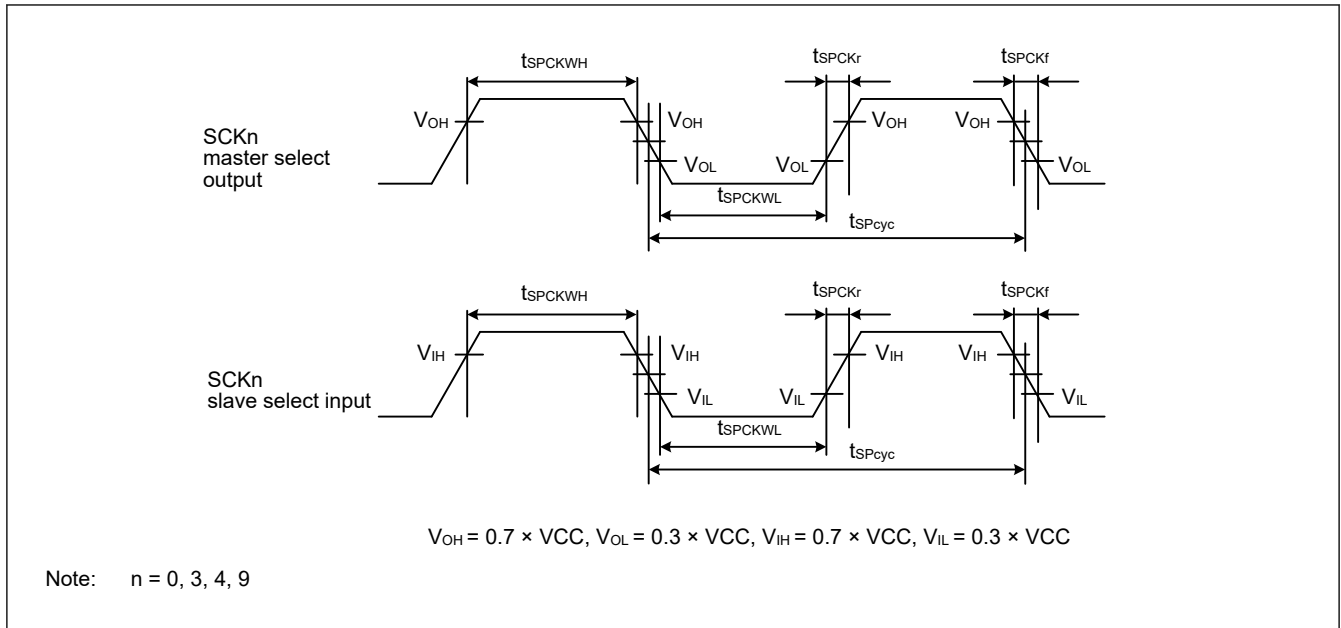 tSPCKWH
tSPCKr
tSPCKf
VOH
VOH
VOH
VOH
SCKn
master select
output
VOL
VOL
VOL
tSPCKWL
tSPcyc
tSPCKWH
tSPCKr
tSPCKf
VIH
VIH
VIH
VIH
SCKn
slave select input
VIL
VIL
VIL
tSPCKWL
tSPcyc
VOH = 0.7 × VCC, VOL = 0.3 × VCC, VIH = 0.7 × VCC, VIL = 0.3 × VCC
Note: n = 0, 3, 4, 9